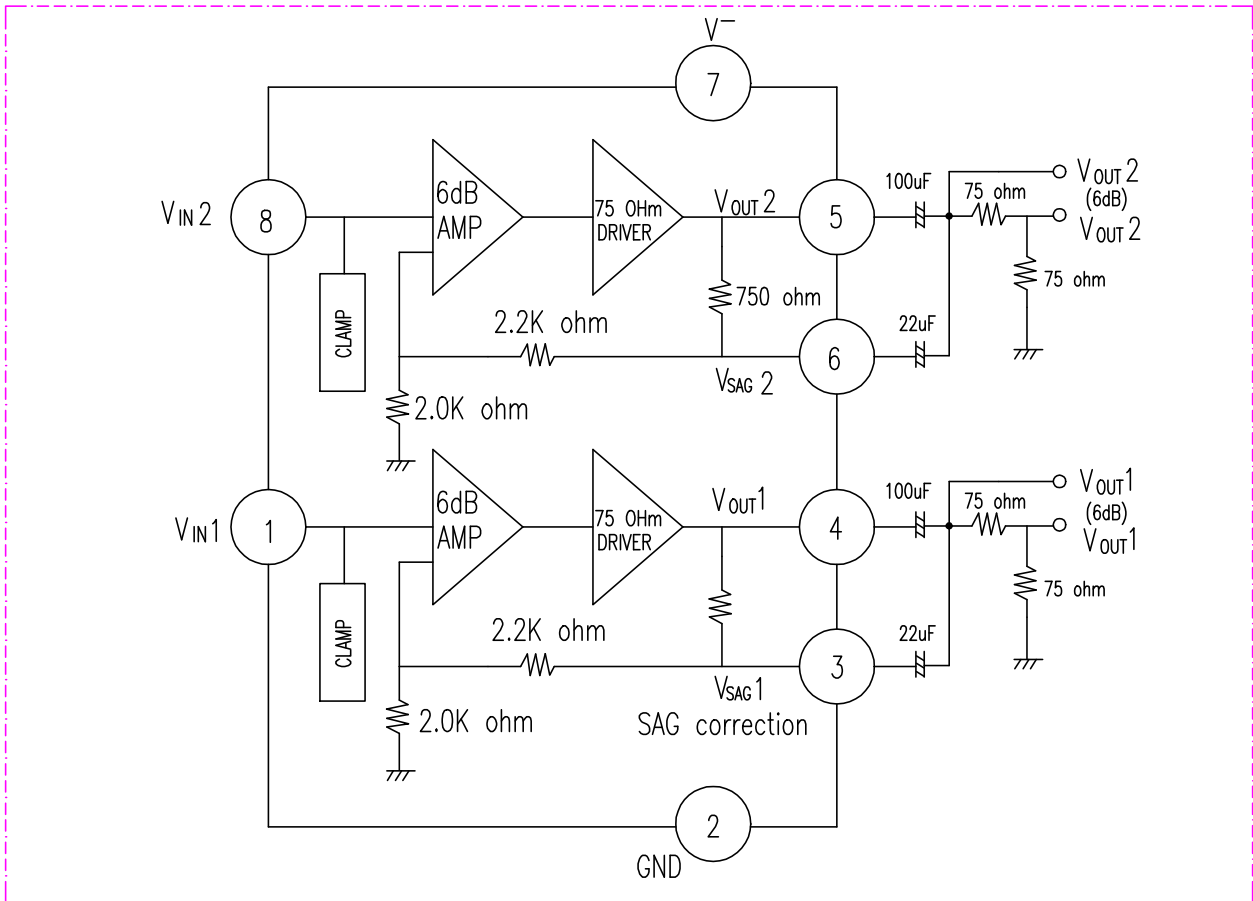 V−
7
VIN 2
8
6dB
AMP
75 OHm
DRIVER
VOUT 2
5
100uF
75 ohm
VOUT 2
(6dB)
VOUT 2
75 ohm
CLAMP
2.2K ohm
750 ohm
6
22uF
VSAG 2
2.0K ohm
VIN 1
1
6dB
AMP
75 OHm
DRIVER
VOUT 1
4
100uF
75 ohm
VOUT 1
(6dB)
VOUT 1
75 ohm
CLAMP
2.2K ohm
3
22uF
VSAG 1
2.0K ohm
SAG correction
2
GND